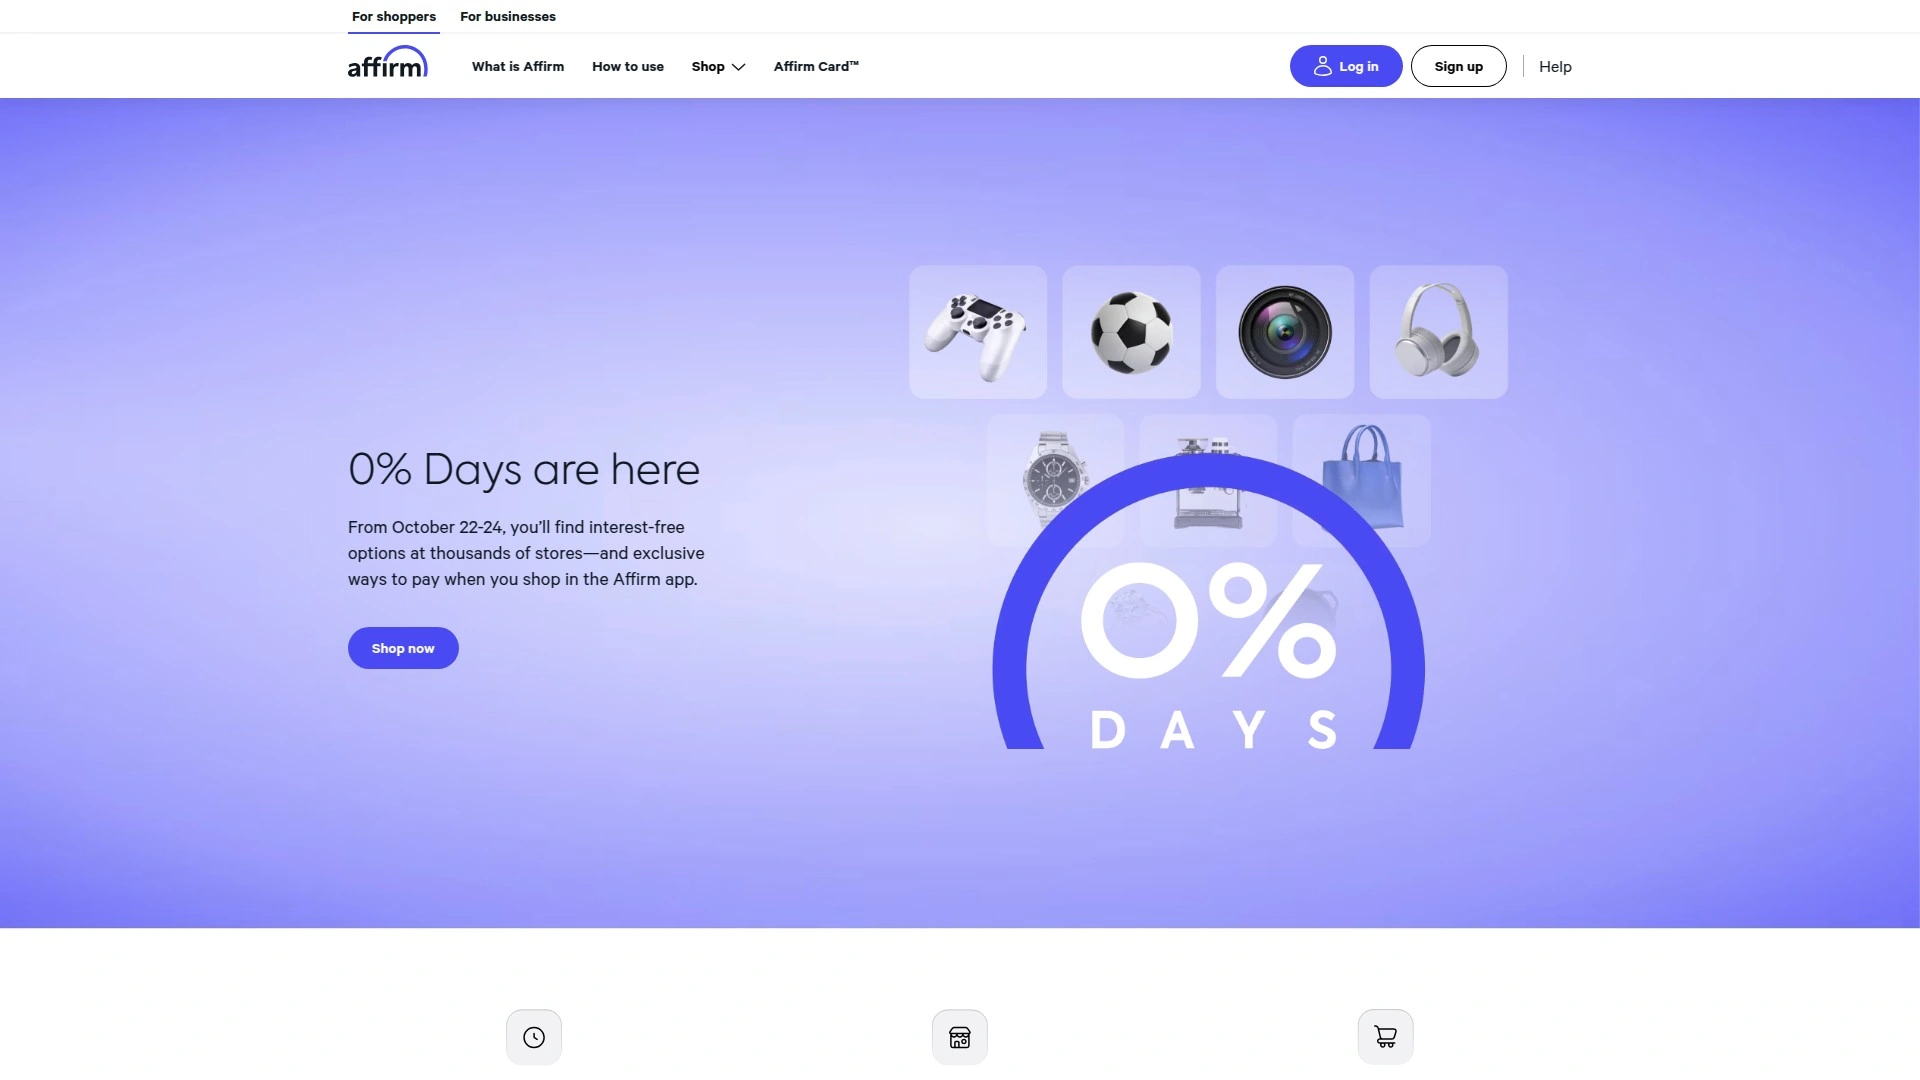 For shoppers
For businesses
affirm
What is Affirm
How to use
Shop
Affirm Card™
Log in
Sign up
Help
0% Days are here
From October 22-24, you’ll find interest-free
options at thousands of stores—and exclusive
ways to pay when you shop in the Affirm app.
Shop now
0%
DAYS